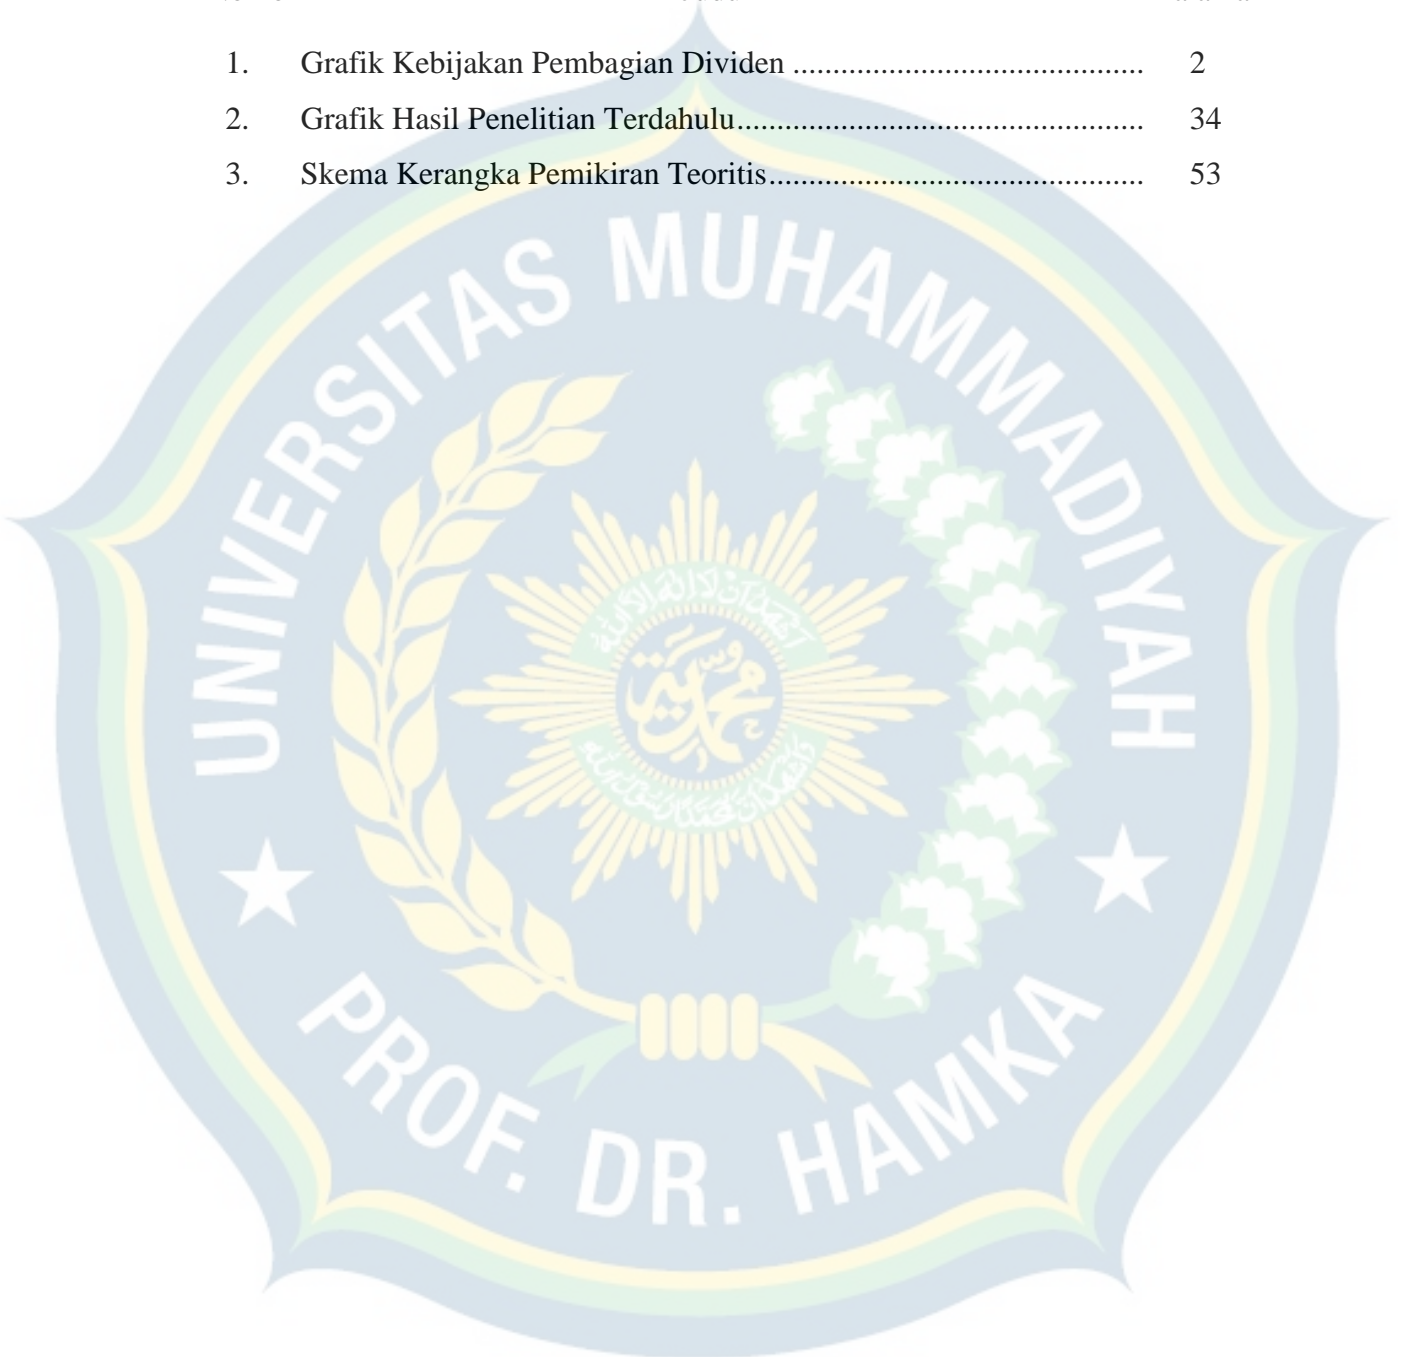 1. Grafik Kebijakan Pembagian Dividen ............................................ 2
2. Grafik Hasil Penelitian Terdahulu................................................... 34
3. Skema Kerangka Pemikiran Teoritis............................................... 53
UNIVERSITAS MUHAMMADIYAH
محمد
PROF. DR. HAMKA